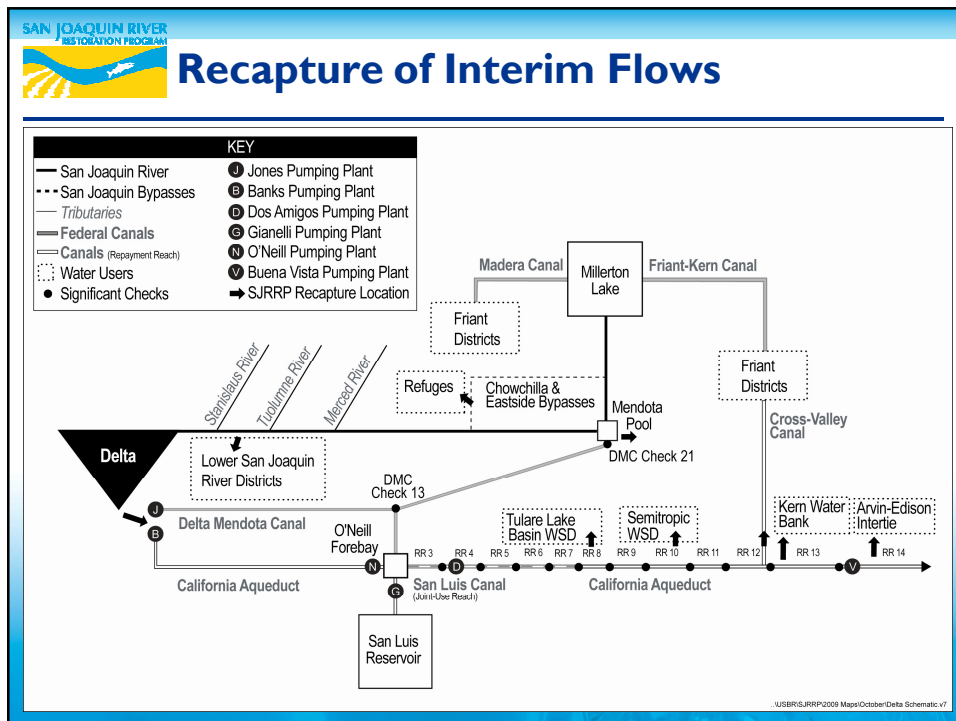 SAN JOAQUIN RIVER
RESTORATION PROGRAM
Recapture of Interim Flows
KEY
San Joaquin River
San Joaquin Bypasses
Tributaries
Federal Canals
Canals (Repayment Reach)
Water Users
Significant Checks
J Jones Pumping Plant
B Banks Pumping Plant
D Dos Amigos Pumping Plant
G Gianelli Pumping Plant
N O'Neill Pumping Plant
V Buena Vista Pumping Plant
SJRRP Recapture Location
Madera Canal
Millerton
Lake
Friant-Kern Canal
Friant
Districts
Friant
Districts
Stanislaus River
Tuolumne River
Merced River
Refuges
Chowchilla &
Eastside Bypasses
Mendota
Pool
Cross-Valley
Canal
Delta
Lower San Joaquin
River Districts
DMC Check 21
DMC
Check 13
J
B
Delta Mendota Canal
O'Neill
Forebay
Tulare Lake
Basin WSD
Semitropic
WSD
Kern Water
Bank
Arvin-Edison
Intertie
RR 3 RR 4 RR 5 RR 6 RR 7 RR 8 RR 9 RR 10 RR 11 RR 12 RR 13 RR 14
N
D
V
California Aqueduct
G
San Luis Canal
(Joint-Use Reach)
California Aqueduct
San Luis
Reservoir
..\USBR\SJRRP\2009 Maps\October\Delta Schematic.v7